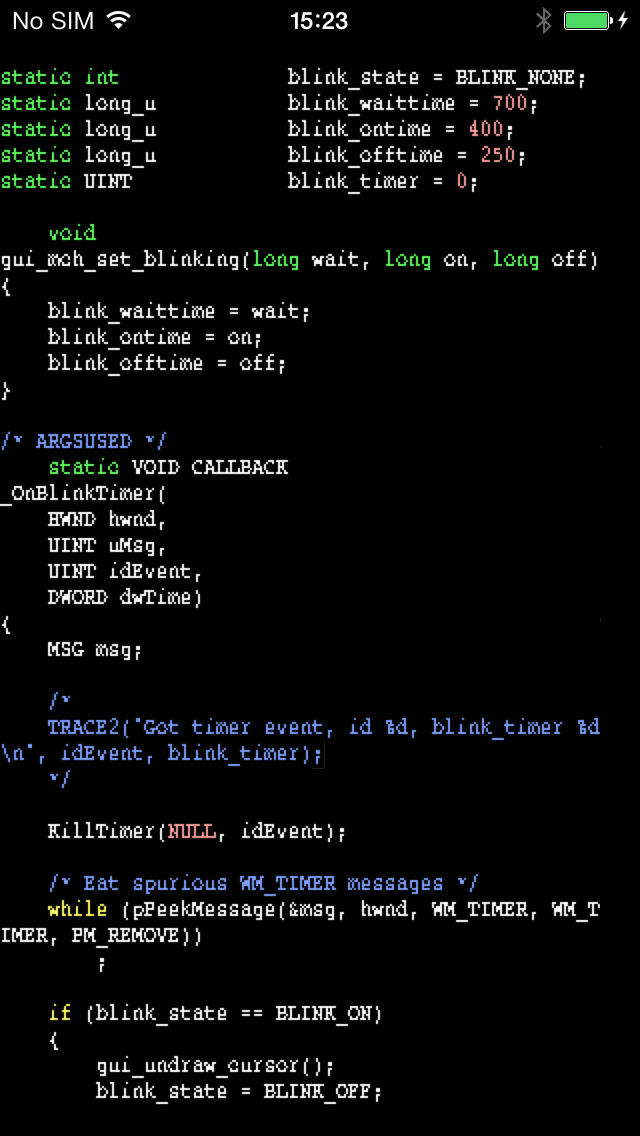 No SIM 15:23
static int blink_state = BLINK_NONE;
static long_u blink_waittime = 700;
static long_u blink_ontime = 400;
static long_u blink_offtime = 250;
static UINT blink_timer = 0;
void
gui_mch_set_blinking(long wait, long on, long off)
{
blink_waittime = wait;
blink_ontime = on;
blink_offtime = off;
}
/* ARGSUSED */
static VOID CALLBACK
_OnBlinkTimer(
HWND hwnd,
UINT uMsg,
UINT idEvent,
DWORD dwTime)
{
MSG msg;
/*
TRACE2("Got timer event, id %d, blink_timer %d
\n", idEvent, blink_timer);
*/
KillTimer(NULL, idEvent);
/* Eat spurious WM_TIMER messages */
while (pPeekMessage(&msg, hwnd, WM_TIMER, WM_T
IMER, PM_REMOVE))
;
if (blink_state == BLINK_ON)
{
gui_undraw_cursor();
blink_state = BLINK_OFF;